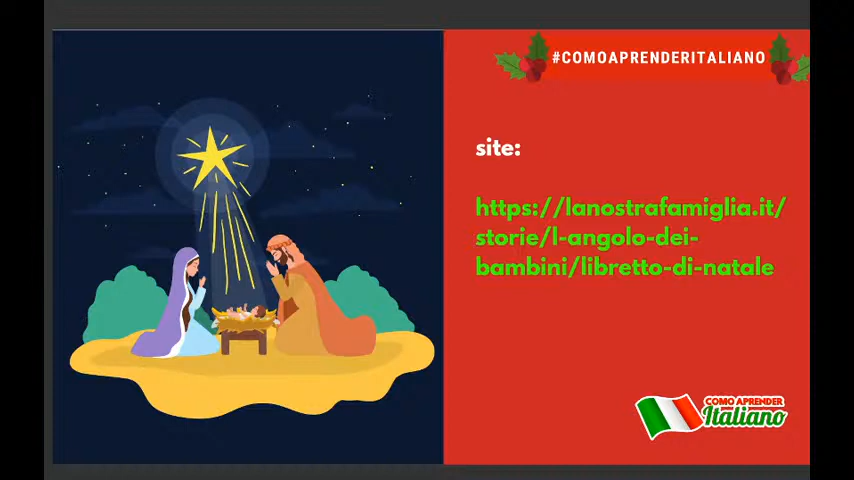 #COMOAPRENDERITALIANO
site:
https://lanostrafamiglia.it/
storie/l-angolo-dei-
bambini/libretto-di-natale
COMO APRENDER
Italiano